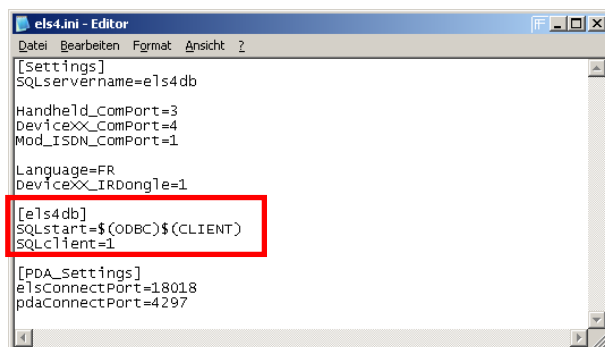 els4.ini - Editor
Datei Bearbeiten Format Ansicht ?
[Settings]
SQLservername=els4db
Handheld_ComPort=3
DeviceXX_ComPort=4
Mod_ISDN_ComPort=1
Language=FR
DeviceXX_IRDongle=1
[els4db]
SQLstart=$(ODBC)$(CLIENT)
SQLclient=1
[PDA_Settings]
elsConnectPort=18018
pdaConnectPort=4297